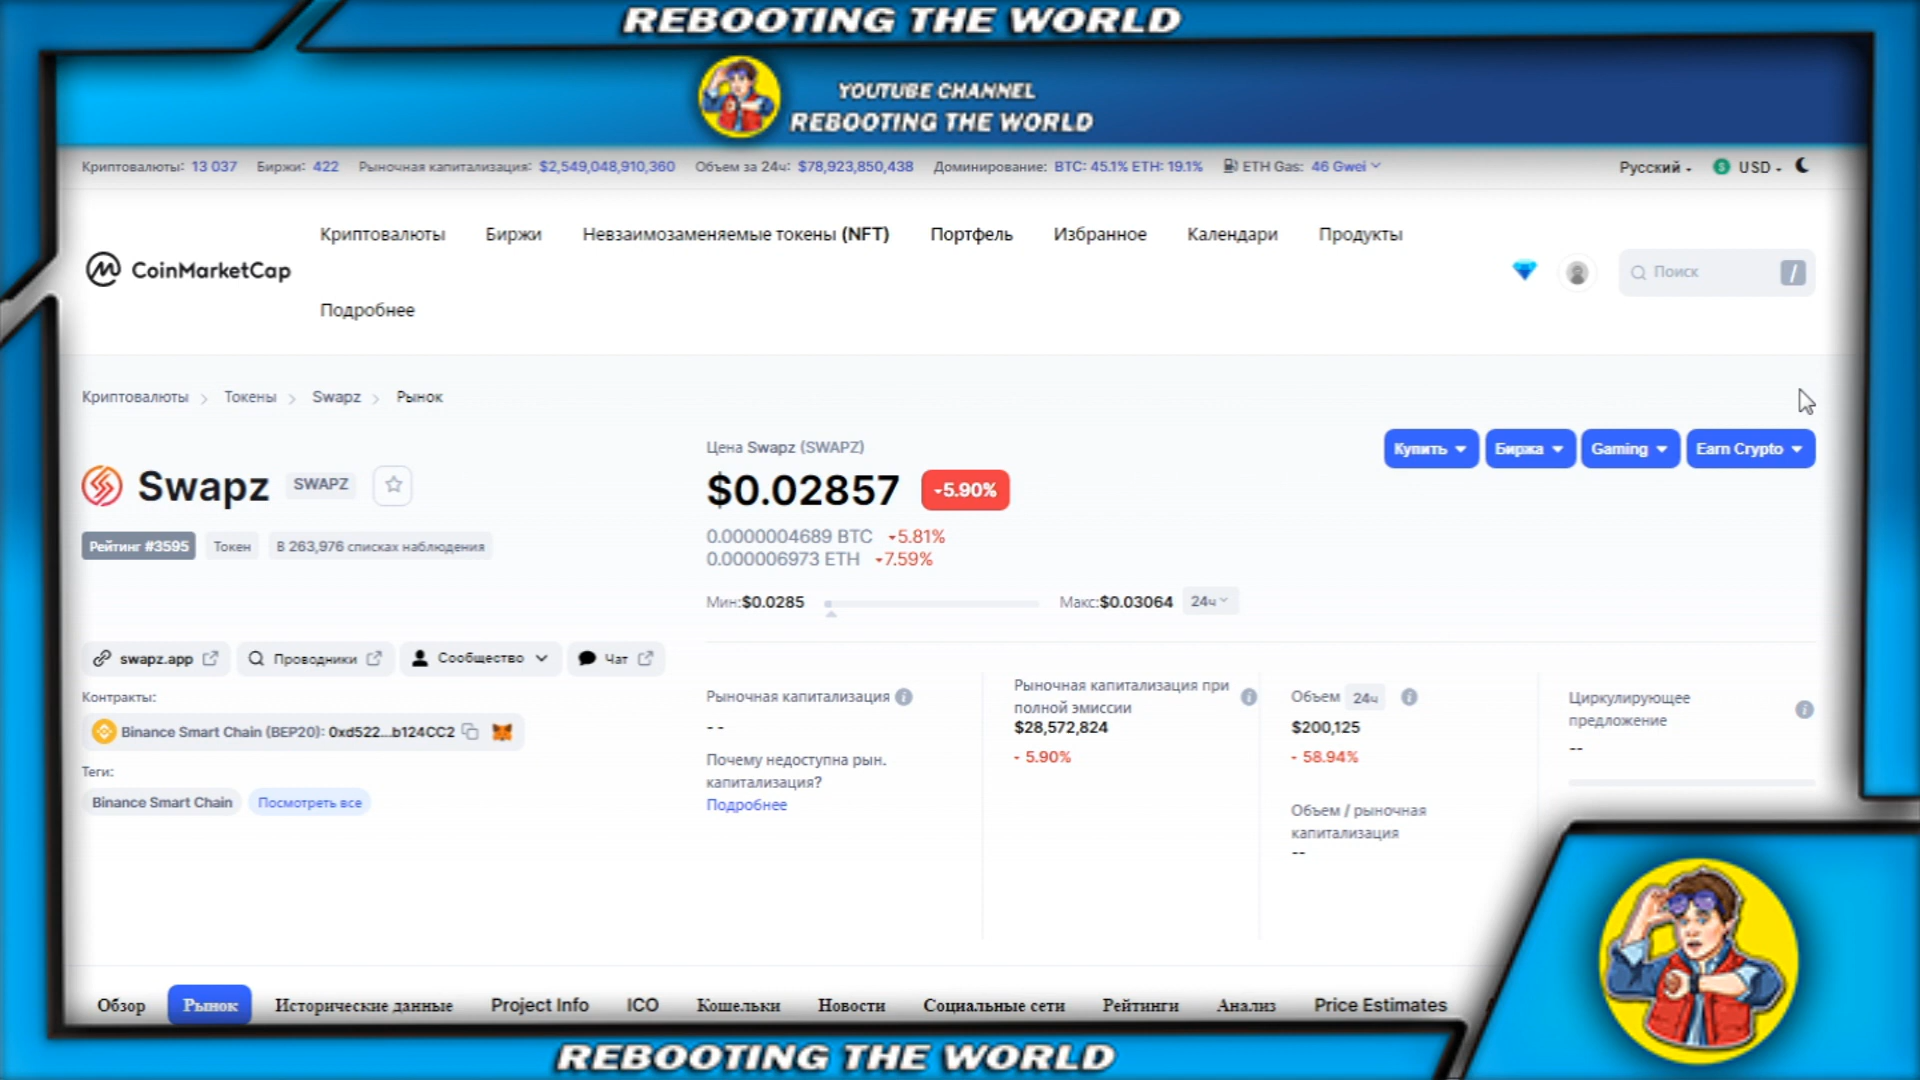 REBOOTING THE WORLD
YOUTUBE CHANNEL
REBOOTING THE WORLD
Криптовалюты: 13 037 Биржи: 422 Рыночная капитализация: $2,549,048,910,360 Объем за 24ч: $78,923,850,438 Доминирование: BTC: 45.1% ETH: 19.1% ETH Gas: 46 Gwei Русский USD
Криптовалюты Биржи Невзаимозаменяемые токены (NFT) Портфель Избранное Календари Продукты
CoinMarketCap
Поиск /
Подробнее
Криптовалюты > Токены > Swapz > Рынок
Цена Swapz (SWAPZ)
Купить Биржа Gaming Earn Crypto
Swapz SWAPZ
$0.02857 -5.90%
0.0000004689 BTC -5.81%
Рейтинг #3595 Токен В 263,976 списках наблюдения
0.000006973 ETH -7.59%
Мин:$0.0285 Макс:$0.03064 24ч
swapz.app Проводники Сообщество Чат
Контракты:
Binance Smart Chain (BEP20): 0xd522...b124CC2
Теги:
Binance Smart Chain Посмотреть все
Рыночная капитализация
- -
Почему недоступна рын.
капитализация?
Подробнее
Рыночная капитализация при
полной эмиссии
$28,572,824
- 5.90%
Объем 24ч
$200,125
- 58.94%
Объем / рыночная
капитализация
--
Циркулирующее
предложение
--
Обзор Рынок Исторические данные Project Info ICO Кошельки Новости Социальные сети Рейтинги Анализ Price Estimates
REBOOTING THE WORLD